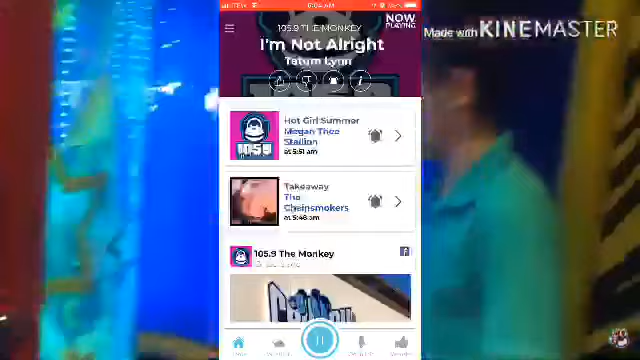 105.9 THE MONKEY
NOW
PLAYING
I'm Not Alright
Tatum Lynn
Made with KINEMASTER
Hot Girl Summer
Megan Thee
Stallion
at 5:51 am
1059
Takeaway
The
Chainsmokers
at 5:48 am
105.9 The Monkey